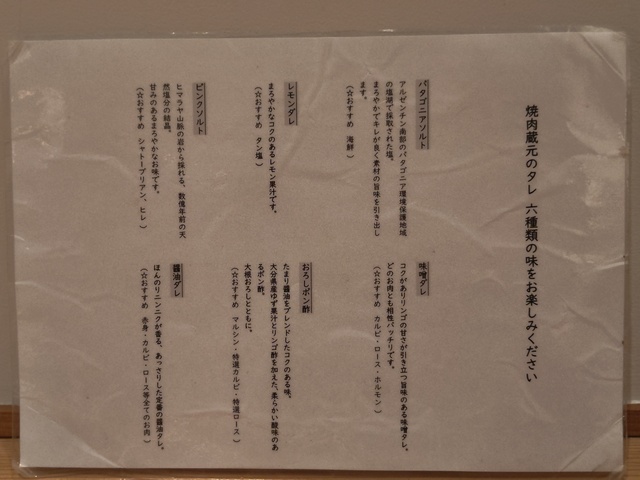 焼肉蔵元のタレ 六種類の味をお楽しみください
パタゴニアソルト
アルゼンチン南部のパタゴニア環境保護地域
の塩湖で採取された塩。
まろやかでキレが良く素材の旨味を引き出し
ます。
(☆おすすめ 海鮮)
レモンダレ
まろやかなコクのあるレモン果汁です。
(☆おすすめ タン塩)
ピンクソルト
ヒマラヤ山脈の岩から採れる、数億年前の天
然塩分の結晶。
甘みのあるまろやかなお味です。
(☆おすすめ シャトーブリアン、ヒレ)
味噌ダレ
コクがありリンゴの甘さが引き立つ旨味のある味噌タレ。
どのお肉とも相性バッチリです。
(☆おすすめ カルビ・ロース・ホルモン)
おろしポン酢
たまり醤油をブレンドしたコクのある味。
大分県産ゆず果汁とリンゴ酢を加えた、柔らかい酸味のあ
るポン酢。
大根おろしとともに。
(☆おすすめ マルシン・特選カルビ・特選ロース)
醤油ダレ
ほんのりニンニクが香る、あっさりした定番の醤油タレ。
(☆おすすめ 赤身・カルビ・ロース等全てのお肉)